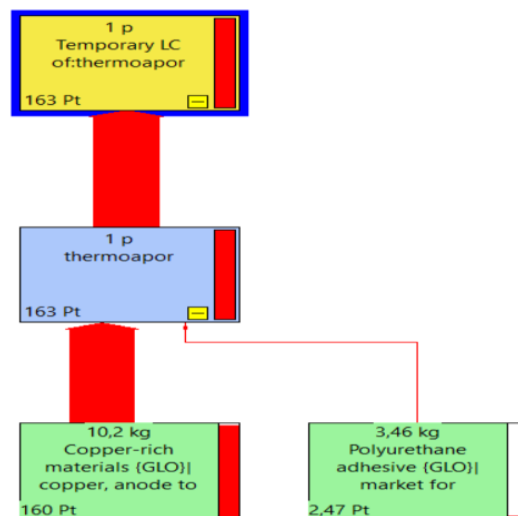 1 p
Temporary LC
of:thermoapor
163 Pt
1 p
thermoapor
163 Pt
10,2 kg
Copper-rich
materials {GLO}|
copper, anode to
160 Pt
3,46 kg
Polyurethane
adhesive {GLO}|
market for
2,47 Pt